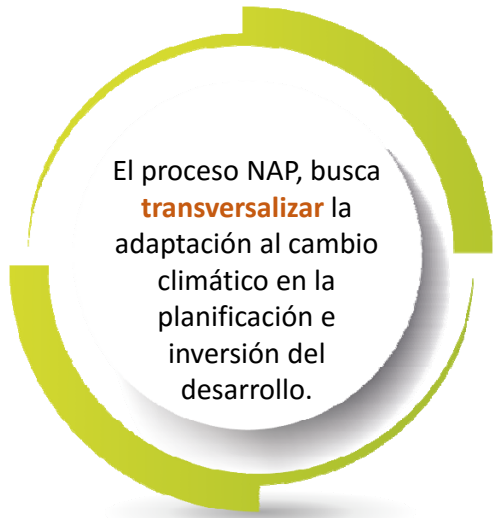 El proceso NAP, busca
transversalizar la
adaptación al cambio
climático en la
planificación e
inversión del
desarrollo.